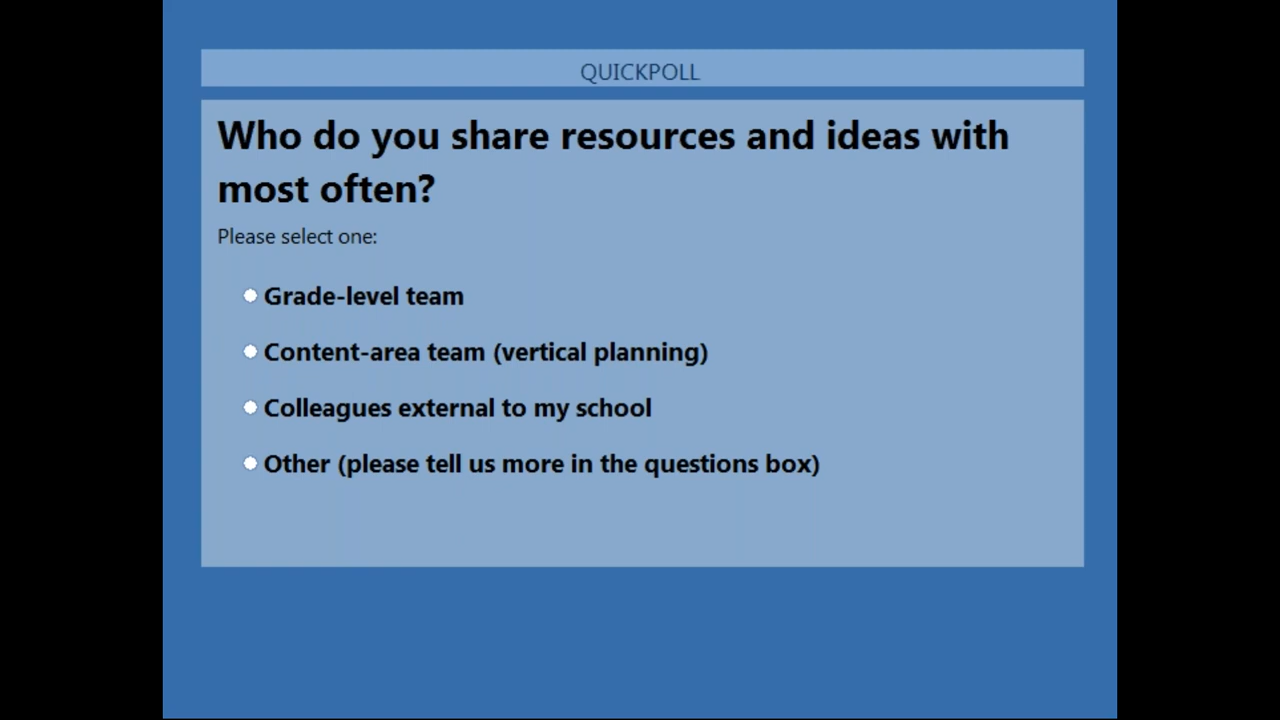 QUICKPOLL
Who do you share resources and ideas with
most often?
Please select one:
Grade-level team
Content-area team (vertical planning)
Colleagues external to my school
Other (please tell us more in the questions box)